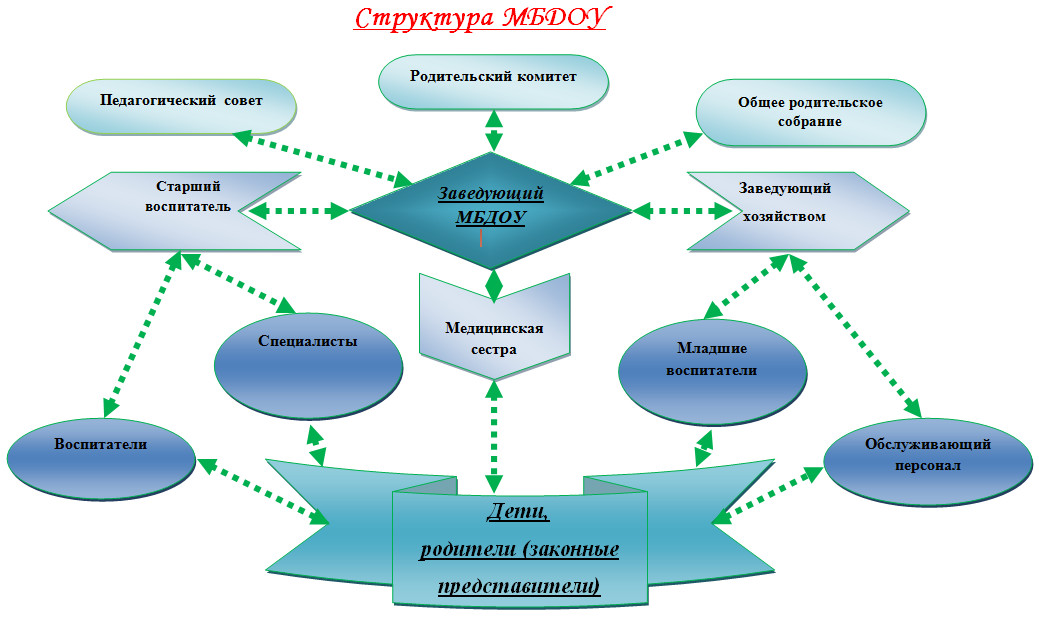 Структура МБДОУ
Родительский комитет
Педагогический совет
Общее родительское
собрание
Старший
воспитатель
Заведующий
МБДОУ
Заведующий
хозяйством
Медицинская
сестра
Специалисты
Младшие
воспитатели
Воспитатели
Обслуживающий
персонал
Дети,
родители (законные
представители)